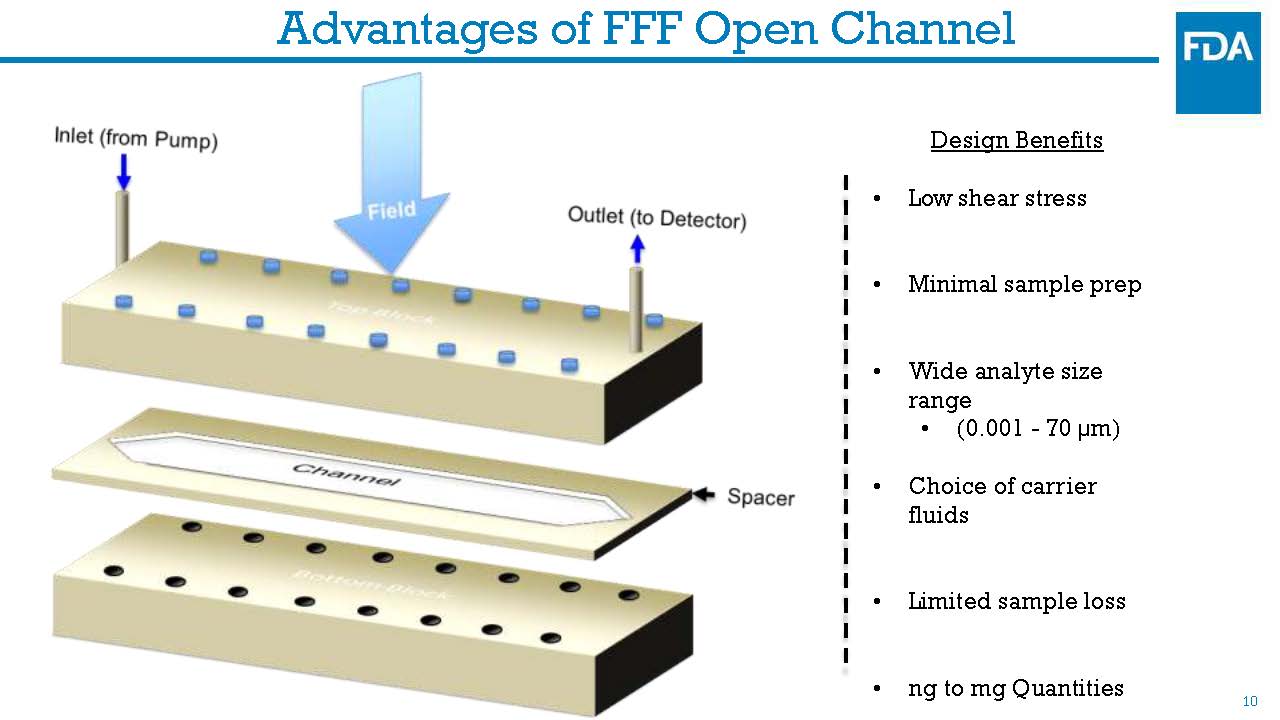 Advantages of FFF Open Channel
FDA
Inlet (from Pump)
Field
Outlet (to Detector)
Top Block
Channel
Spacer
Bottom Block
Design Benefits
• Low shear stress
• Minimal sample prep
• Wide analyte size
range
• (0.001 - 70 µm)
• Choice of carrier
fluids
• Limited sample loss
• ng to mg Quantities
10